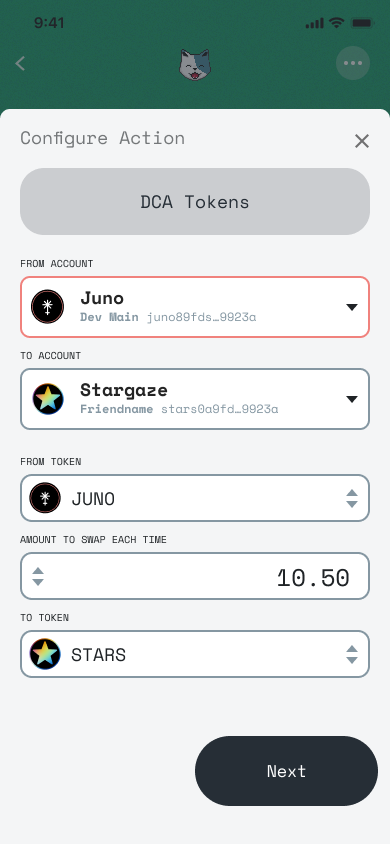 9:41
Configure Action
DCA Tokens
FROM ACCOUNT
Juno
Dev Main juno89fds…9923a
TO ACCOUNT
Stargaze
Friendname stars0a9fd…9923a
FROM TOKEN
JUNO
AMOUNT TO SWAP EACH TIME
10.50
TO TOKEN
STARS
Next